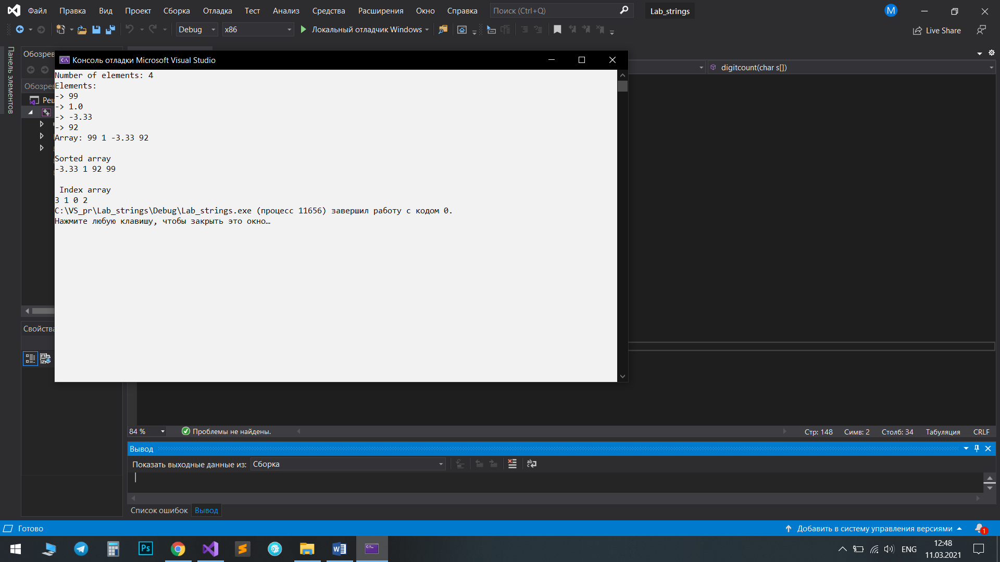 Файл Правка Вид Проект Сборка Отладка Тест Анализ Средства Расширения Окно Справка Поиск (Ctrl+Q) Lab_strings M
Debug x86 Локальный отладчик Windows Live Share
Панель элементов
Обозрев
digitcount(char s[])
Обозрев
Реш
Консоль отладки Microsoft Visual Studio
Number of elements: 4
Elements:
-> 99
-> 1.0
-> -3.33
-> 92
Array: 99 1 -3.33 92
Sorted array
-3.33 1 92 99
Index array
3 1 0 2
C:\VS_pr\Lab_strings\Debug\Lab_strings.exe (процесс 11656) завершил работу с кодом 0.
Нажмите любую клавишу, чтобы закрыть это окно…
Свойства
84 % Проблемы не найдены. Стр: 148 Симв: 2 Столб: 34 Табуляция CRLF
Вывод
Показать выходные данные из: Сборка
Список ошибок Вывод
Готово Добавить в систему управления версиями 1
Ps ENG 12:48
11.03.2021